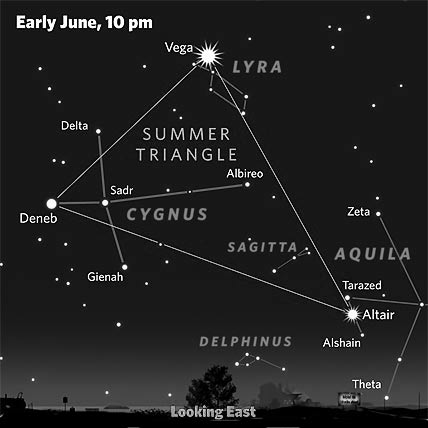 Early June, 10 pm
Vega
LYRA
Delta
SUMMER
TRIANGLE
Albireo
Sadr
Deneb
CYGNUS
Zeta
SAGITTA
AQUILA
Gienah
Tarazed
Altair
DELPHINUS
Alshain
Theta
Looking East